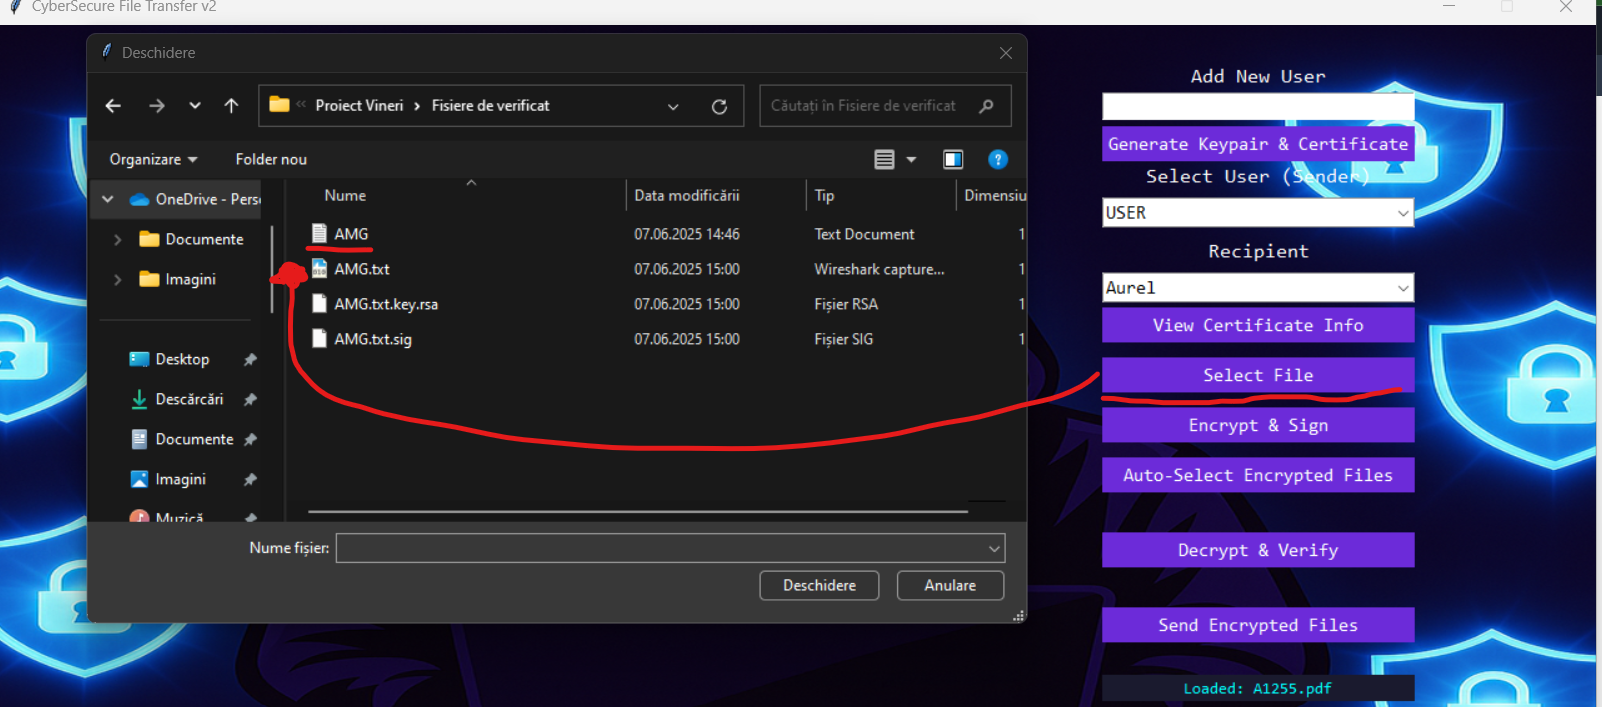 CyberSecure File Transfer v2
Deschidere
Proiect Vineri > Fisiere de verificat
Căutați în Fisiere de verificat
Organizare
Folder nou
OneDrive - Pers
Documente
Imagini
Desktop
Descărcări
Documente
Imagini
Muzică
Nume Data modificării Tip Dimensiu
AMG 07.06.2025 14:46 Text Document 1
AMG.txt 07.06.2025 15:00 Wireshark capture... 1
AMG.txt.key.rsa 07.06.2025 15:00 Fișier RSA 1
AMG.txt.sig 07.06.2025 15:00 Fișier SIG 1
Nume fișier:
Deschidere
Anulare
Add New User
Generate Keypair & Certificate
Select User (Sender)
USER
Recipient
Aurel
View Certificate Info
Select File
Encrypt & Sign
Auto-Select Encrypted Files
Decrypt & Verify
Send Encrypted Files
Loaded: A1255.pdf